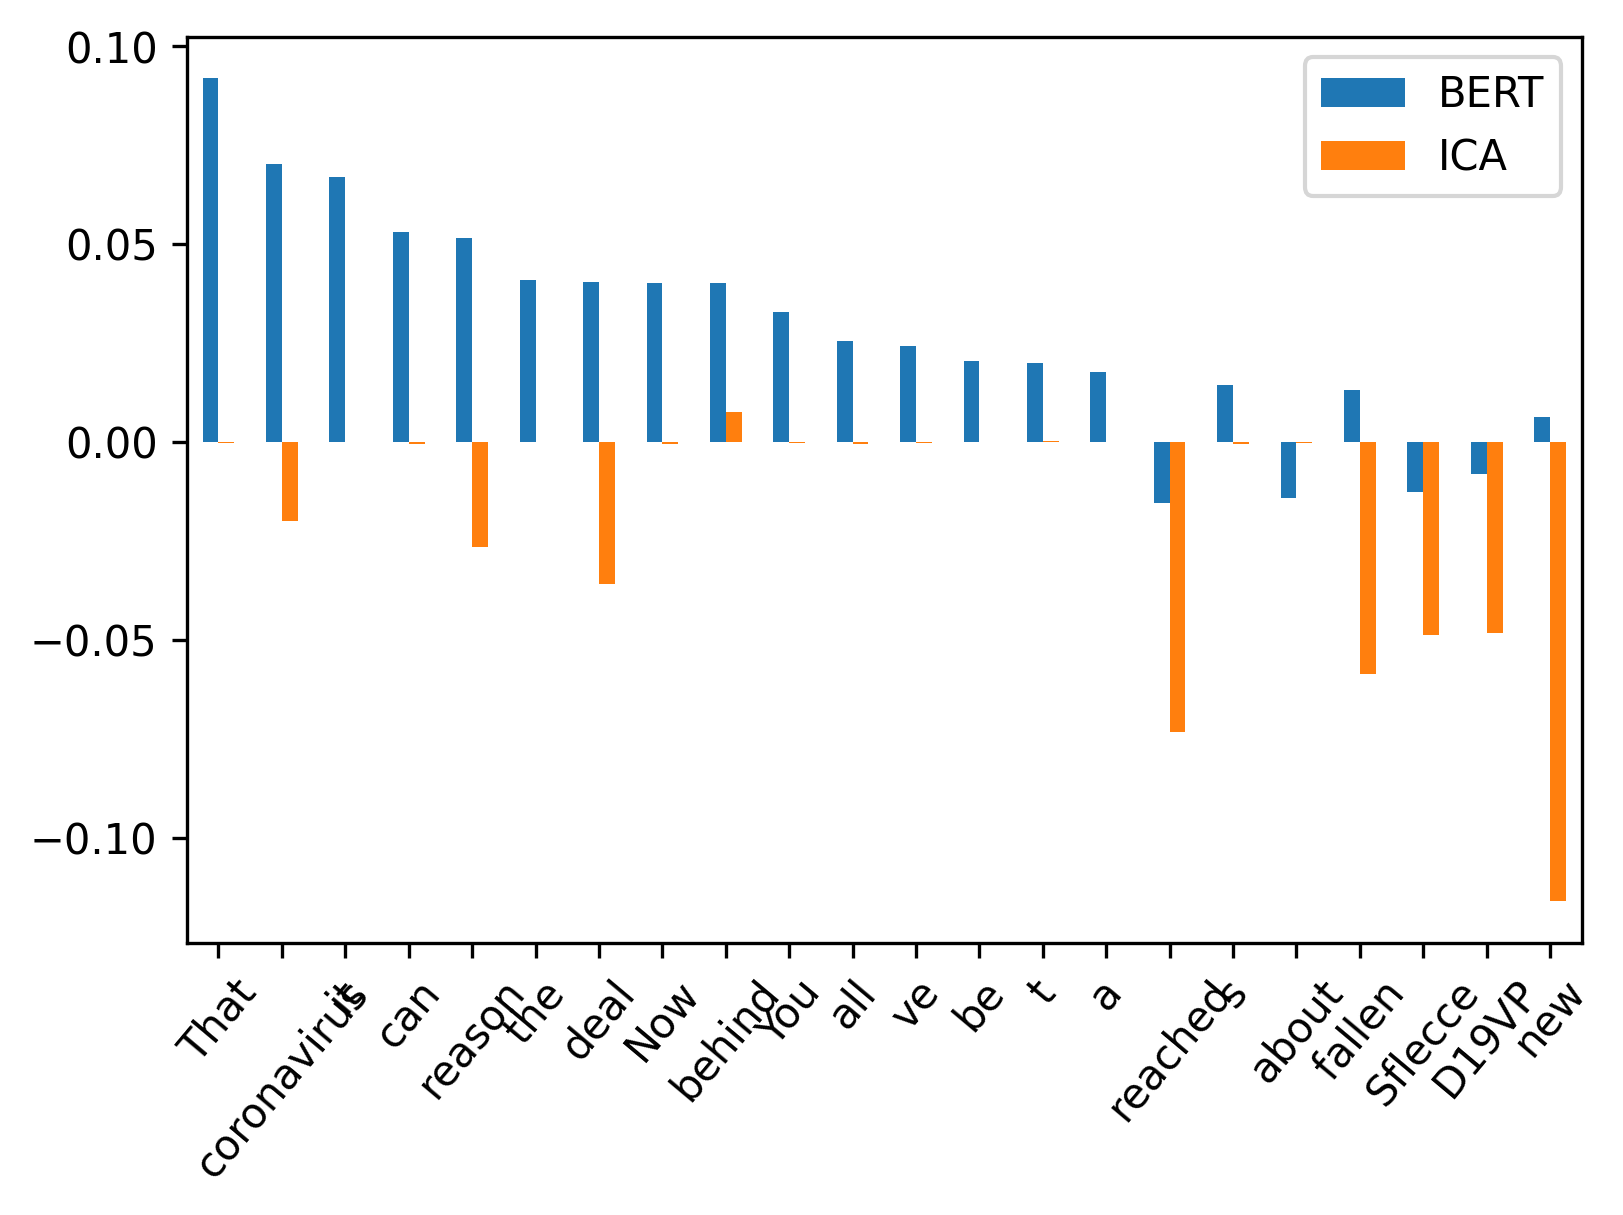 0.10
0.05
0.00
−0.05
−0.10
BERT
ICA
That
coronavirus
it
can
reason
the
deal
Now
behind
You
all
ve
be
t
a
reached
s
about
fallen
Sflecce
D19VP
new